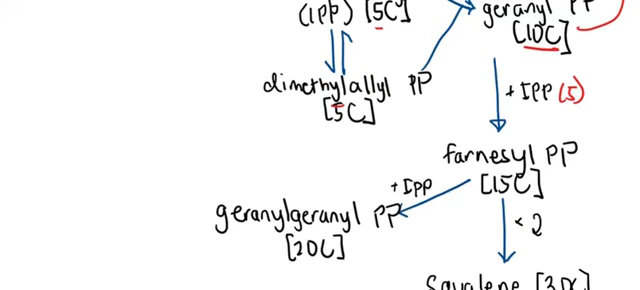 (IPP) [5C]
geranyl PP
[10C]
dimethylallyl PP
[5C]
+ IPP (5)
farnesyl PP
[15C]
+ IPP
geranylgeranyl PP
[20C]
× 2
Squalene [30C]